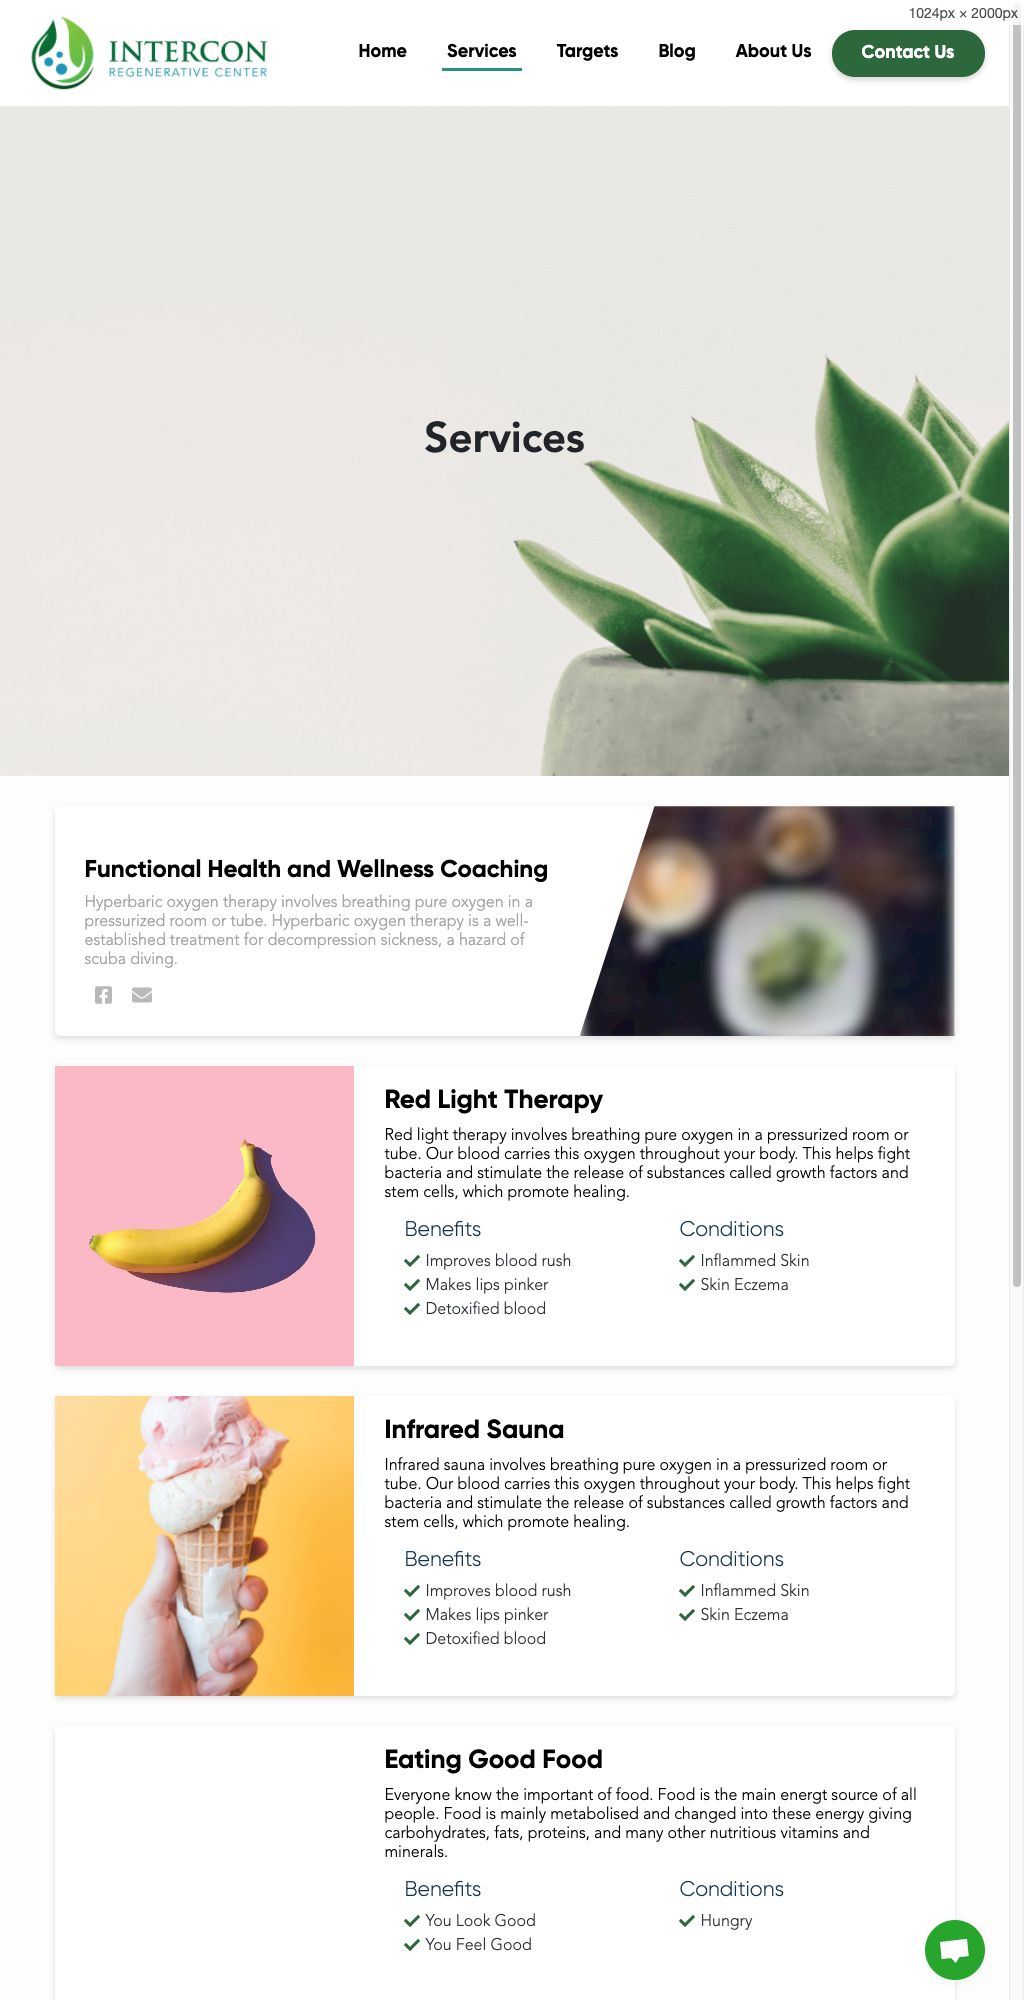 1024px × 2000px
INTERCON
REGENERATIVE CENTER
Home Services Targets Blog About Us Contact Us
Services
Functional Health and Wellness Coaching
Hyperbaric oxygen therapy involves breathing pure oxygen in a
pressurized room or tube. Hyperbaric oxygen therapy is a well-
established treatment for decompression sickness, a hazard of
scuba diving.
Red Light Therapy
Red light therapy involves breathing pure oxygen in a pressurized room or
tube. Our blood carries this oxygen throughout your body. This helps fight
bacteria and stimulate the release of substances called growth factors and
stem cells, which promote healing.
Benefits
Improves blood rush
Makes lips pinker
Detoxified blood
Conditions
Inflammed Skin
Skin Eczema
Infrared Sauna
Infrared sauna involves breathing pure oxygen in a pressurized room or
tube. Our blood carries this oxygen throughout your body. This helps fight
bacteria and stimulate the release of substances called growth factors and
stem cells, which promote healing.
Benefits
Improves blood rush
Makes lips pinker
Detoxified blood
Conditions
Inflammed Skin
Skin Eczema
Eating Good Food
Everyone know the important of food. Food is the main energt source of all
people. Food is mainly metabolised and changed into these energy giving
carbohydrates, fats, proteins, and many other nutritious vitamins and
minerals.
Benefits
You Look Good
You Feel Good
Conditions
Hungry